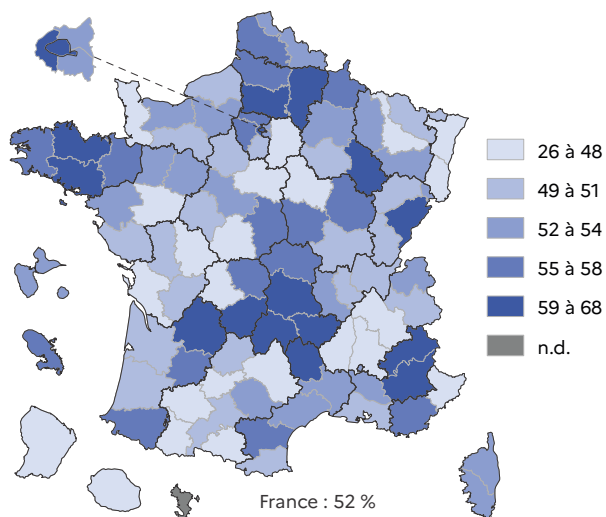 26 à 48
49 à 51
52 à 54
55 à 58
59 à 68
n.d.
France : 52 %